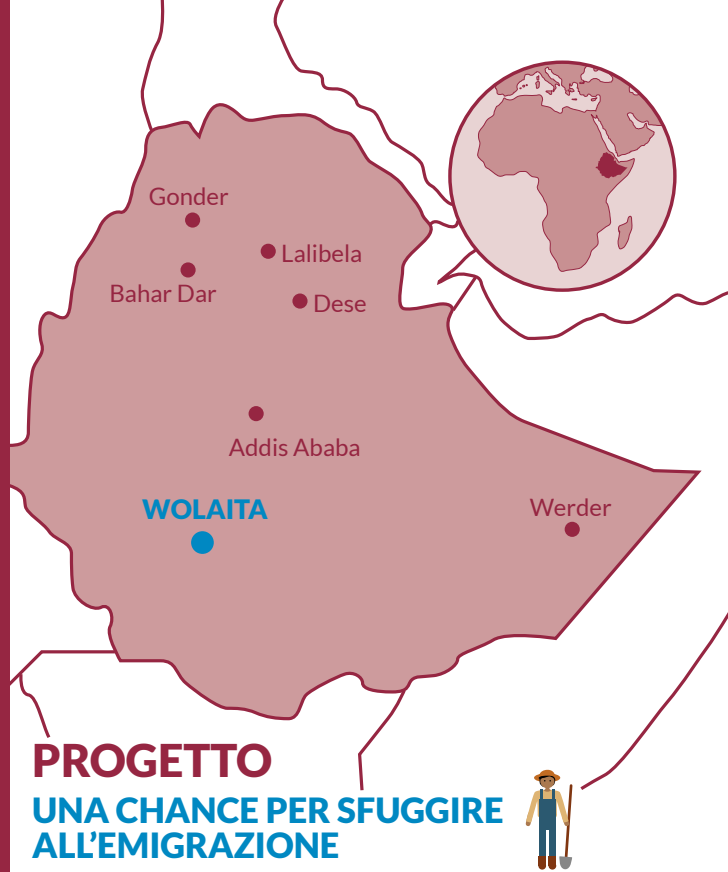 Gonder
Lalibela
Bahar Dar
Dese
Addis Ababa
WOLAITA
Werder
PROGETTO
UNA CHANCE PER SFUGGIRE
ALL'EMIGRAZIONE